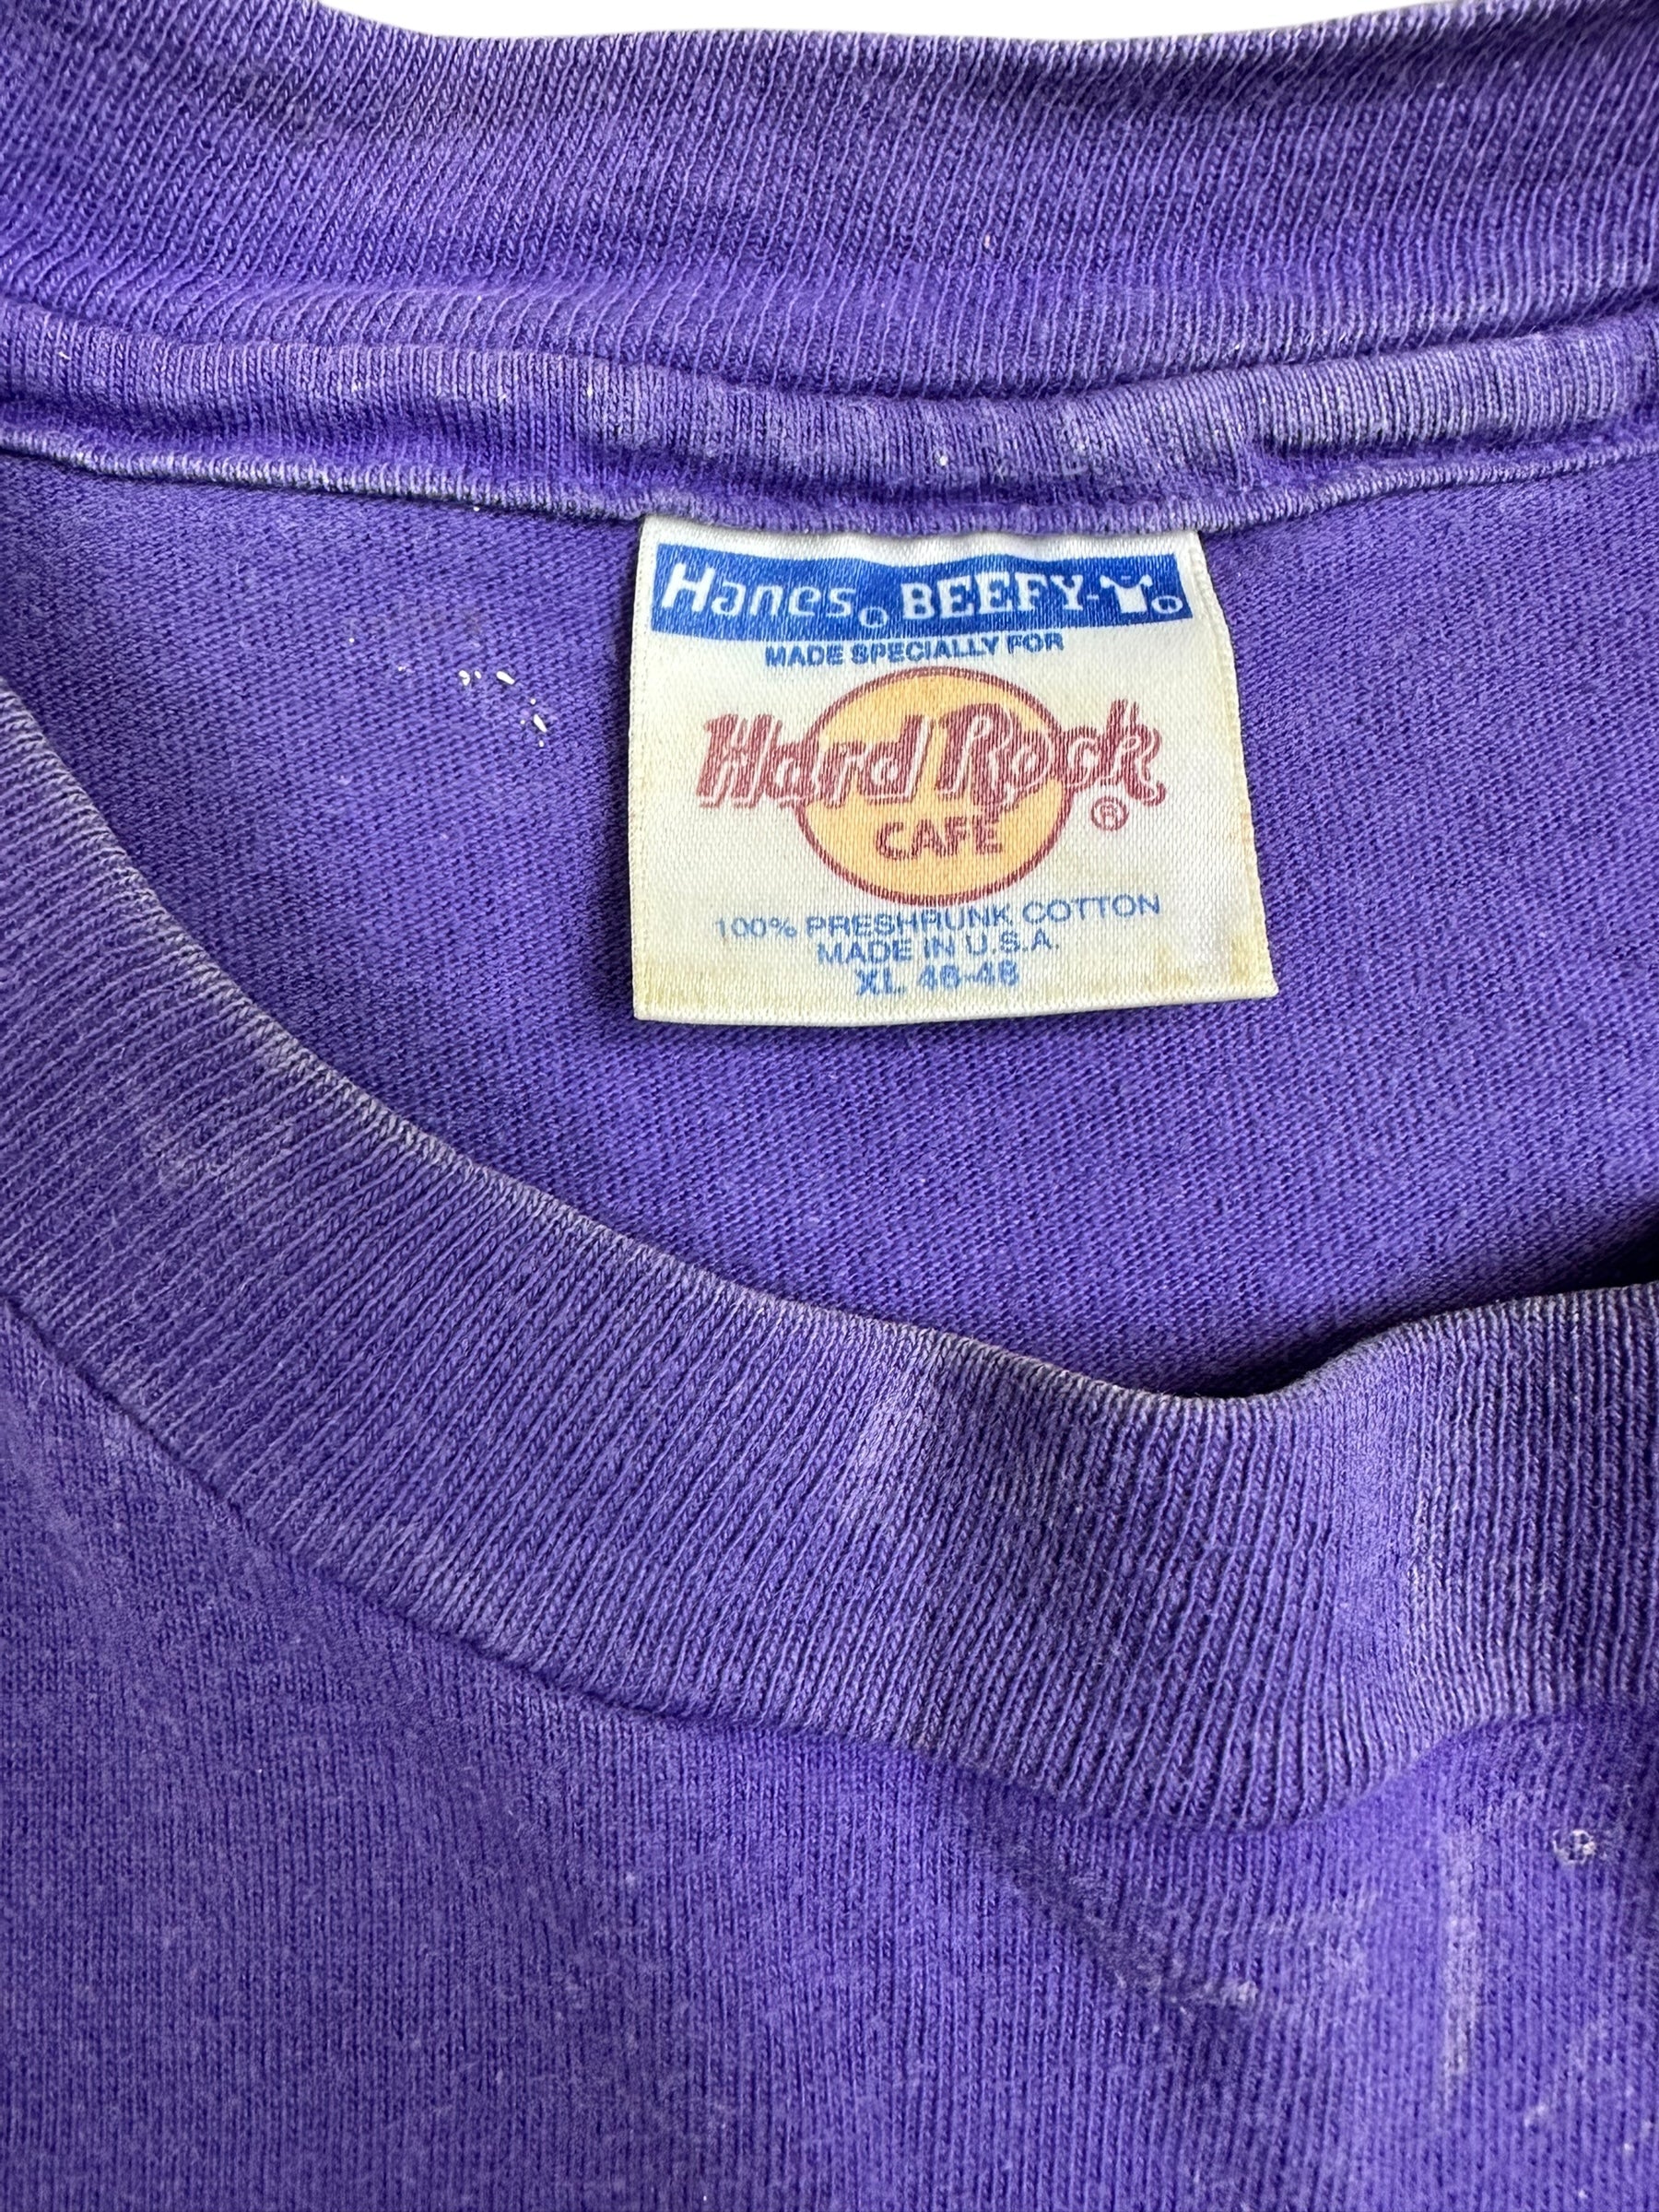 Hanes® BEEFY-T®
MADE SPECIALLY FOR
Hard Rock ®
CAFE
100% PRESHRUNK COTTON
MADE IN U.S.A.
XL 46-48